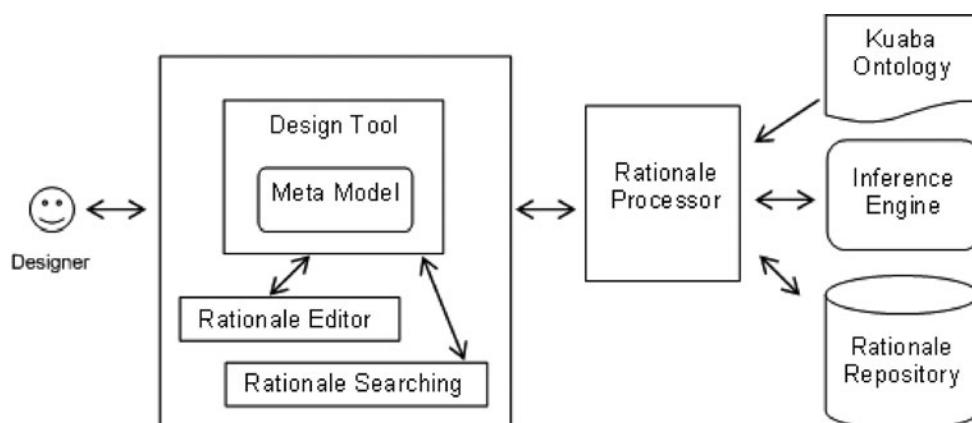 Designer
Design Tool
Meta Model
Rationale Editor
Rationale Searching
Rationale
Processor
Kuaba
Ontology
Inference
Engine
Rationale
Repository